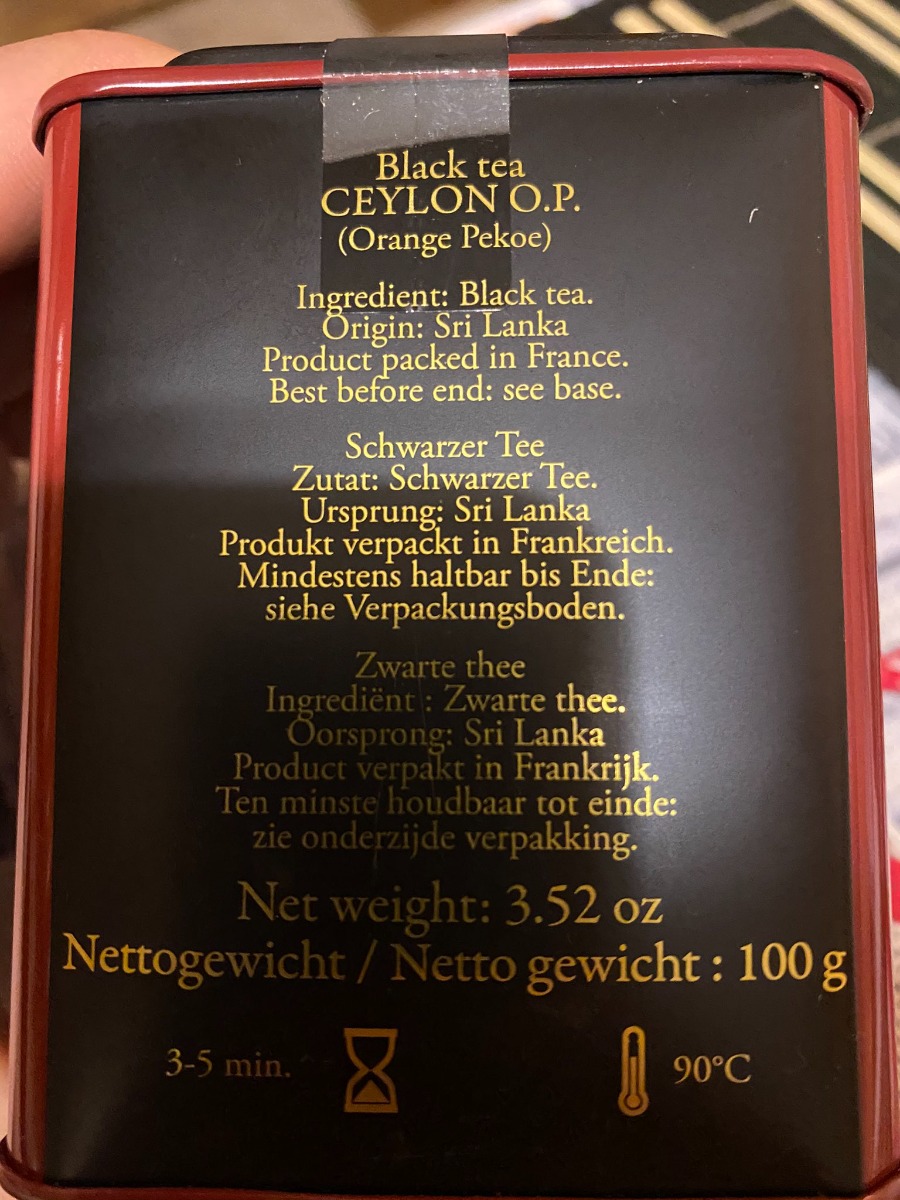 Black tea
CEYLON O.P.
(Orange Pekoe)
Ingredient: Black tea.
Origin: Sri Lanka
Product packed in France.
Best before end: see base.
Schwarzer Tee
Zutat: Schwarzer Tee.
Ursprung: Sri Lanka
Produkt verpackt in Frankreich.
Mindestens haltbar bis Ende:
siehe Verpackungsboden.
Zwarte thee
Ingrediënt : Zwarte thee.
Oorsprong: Sri Lanka
Product verpakt in Frankrijk.
Ten minste houdbaar tot einde:
zie onderzijde verpakking.
Net weight: 3.52 oz
Nettogewicht / Netto gewicht : 100 g
3-5 min.
90°C